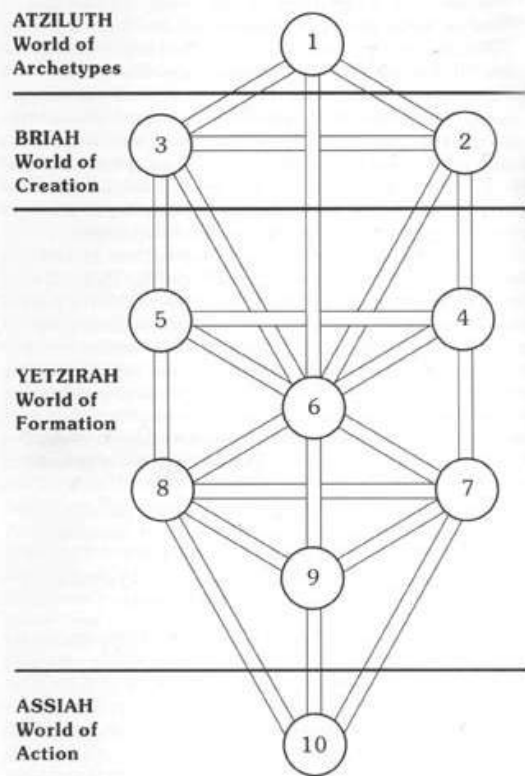 ATZILUTH
World of
Archetypes
1
BRIAH
World of
Creation
3
2
5
4
YETZIRAH
World of
Formation
6
8
7
9
ASSIAH
World of
Action
10